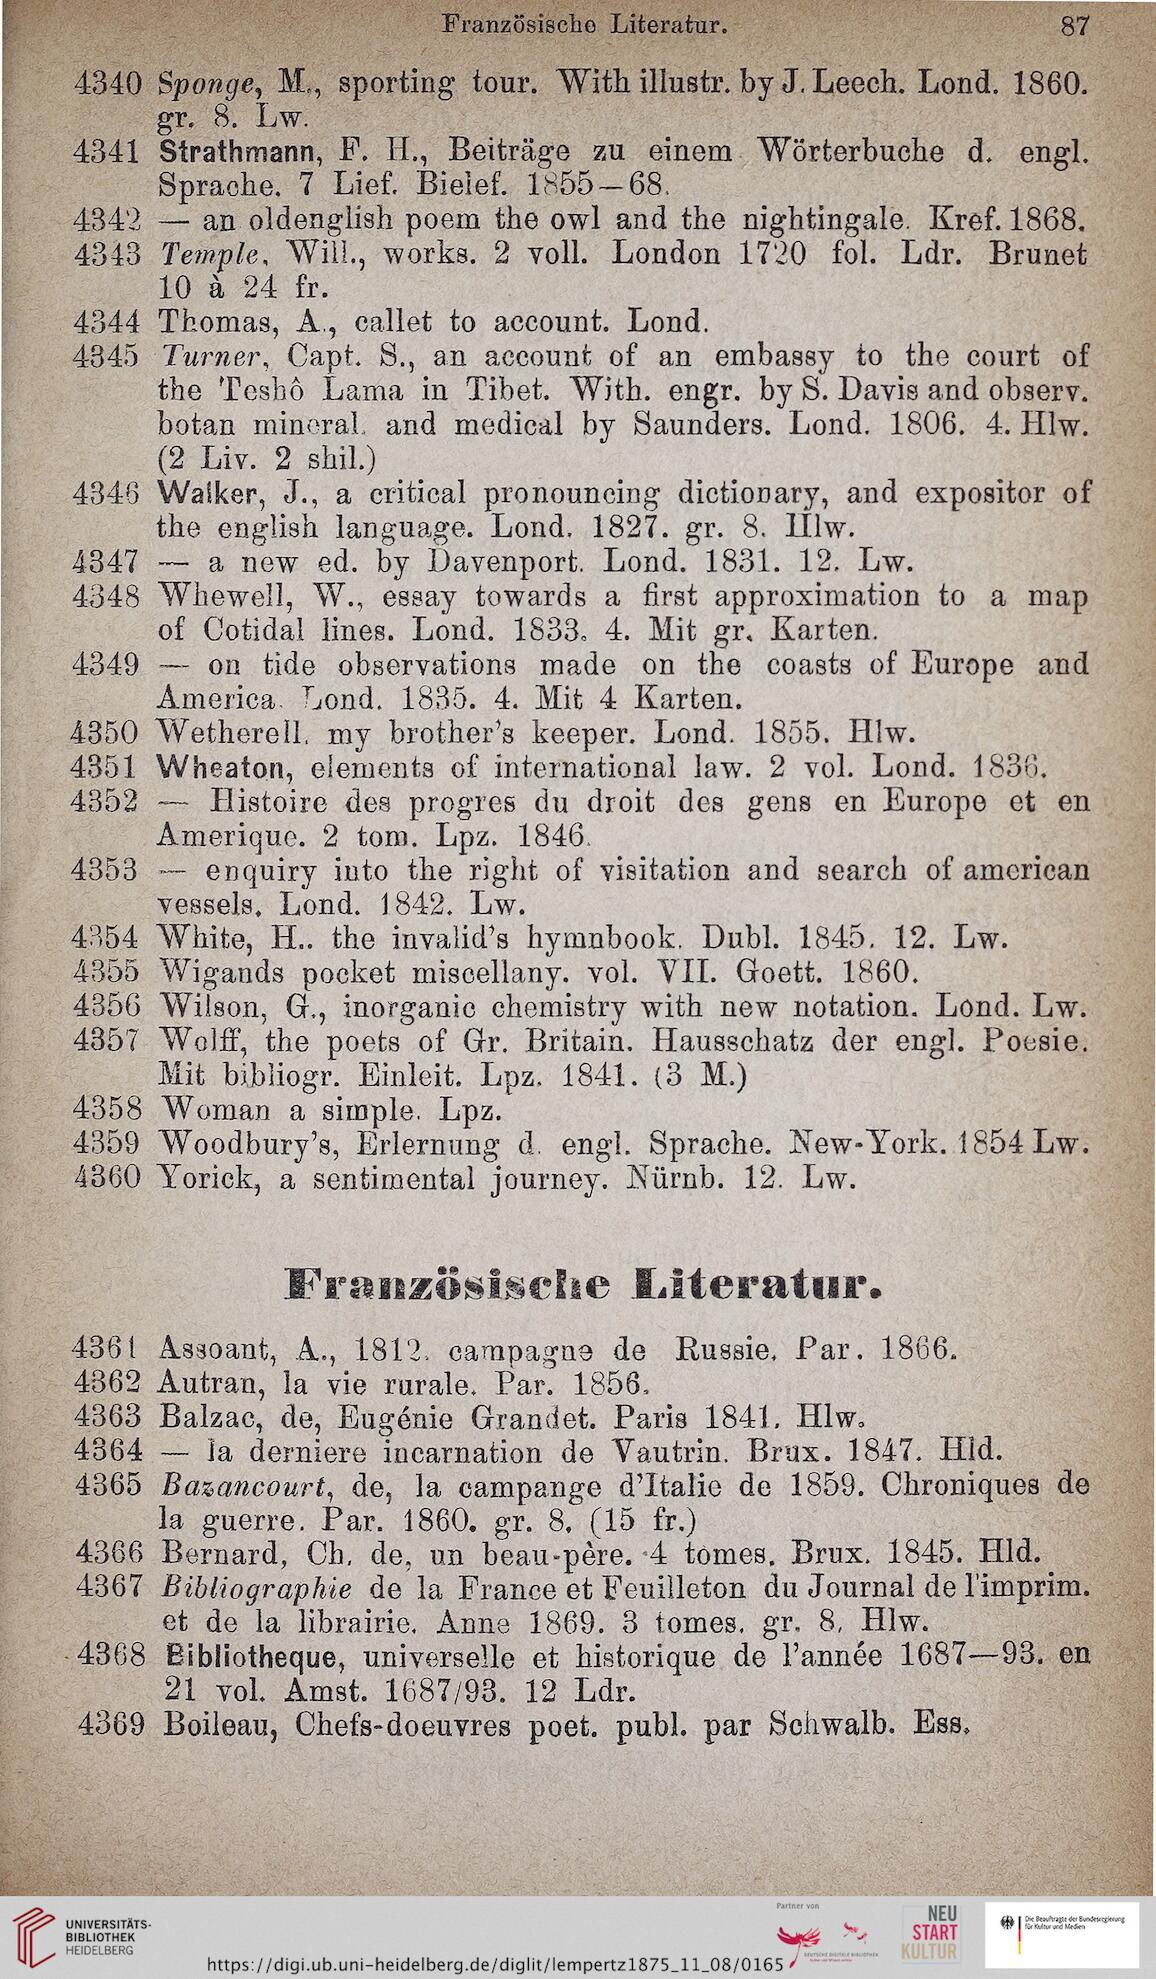 Französische Literatur. 87
4340 Sponge, M., sporting tour. With illustr. by J. Leech. Lond. 1860.
gr. 8. Lw.
4341 Strathmann, F. H., Beiträge zu einem Wörterbuche d. engl.
Sprache. 7 Lief. Bielef. 1855—68.
4342 — an oldenglish poem the owl and the nightingale. Kref. 1868.
4343 Temple, Will., works. 2 voll. London 1720 fol. Ldr. Brunet
10 à 24 fr.
4344 Thomas, A., callet to account. Lond.
4345 Turner, Capt. S., an account of an embassy to the court of
the Teshô Lama in Tibet. With. engr. by S. Davis and observ.
botan mineral. and medical by Saunders. Lond. 1806. 4. Hlw.
(2 Liv. 2 shil.)
4346 Walker, J., a critical pronouncing dictionary, and expositor of
the english language. Lond. 1827. gr. 8. Hlw.
4347 — a new ed. by Davenport. Lond. 1831. 12. Lw.
4348 Whewell, W., essay towards a first approximation to a map
of Cotidal lines. Lond. 1833. 4. Mit gr. Karten.
4349 — on tide observations made on the coasts of Europe and
America. Lond. 1835. 4. Mit 4 Karten.
4350 Wetherell. my brother's keeper. Lond. 1855. Hlw.
4351 Wheaton, elements of international law. 2 vol. Lond. 1836.
4352 — Histoire des progres du droit des gens en Europe et en
Amerique. 2 tom. Lpz. 1846.
4353 — enquiry into the right of visitation and search of american
vessels. Lond. 1842. Lw.
4354 White, H.. the invalid's hymnbook. Dubl. 1845. 12. Lw.
4355 Wigands pocket miscellany. vol. VII. Goett. 1860.
4356 Wilson, G., inorganic chemistry with new notation. Lond. Lw.
4357 Wolff, the poets of Gr. Britain. Hausschatz der engl. Poesie.
Mit bibliogr. Einleit. Lpz. 1841. (3 M.)
4358 Woman a simple. Lpz.
4359 Woodbury's, Erlernung d. engl. Sprache. New-York. 1854 Lw.
4360 Yorick, a sentimental journey. Nürnb. 12. Lw.
Französische Literatur.
4361 Assoant, A., 1812. campagne de Russie. Par. 1866.
4362 Autran, la vie rurale. Par. 1856.
4363 Balzac, de, Eugénie Grandet. Paris 1841. Hlw.
4364 — la derniere incarnation de Vautrin. Brux. 1847. Hld.
4365 Bazancourt, de, la campange d'Italie de 1859. Chroniques de
la guerre. Par. 1860. gr. 8. (15 fr.)
4366 Bernard, Ch. de, un beau-père. 4 tomes. Brux. 1845. Hld.
4367 Bibliographie de la France et Feuilleton du Journal de l'imprim.
et de la librairie. Anne 1869. 3 tomes. gr. 8. Hlw.
4368 Bibliotheque, universelle et historique de l'année 1687—93. en
21 vol. Amst. 1687/93. 12 Ldr.
4369 Boileau, Chefs-doeuvres poet. publ. par Schwalb. Ess.
UNIVERSITÄTS-
BIBLIOTHEK
HEIDELBERG
https://digi.ub.uni-heidelberg.de/diglit/lempertz1875_11_08/0165
Partner von
DEUTSCHE DIGITALE BIBLIOTHEK
NEU
START
KULTUR
Die Beauftragte der Bundesregierung
für Kultur und Medien